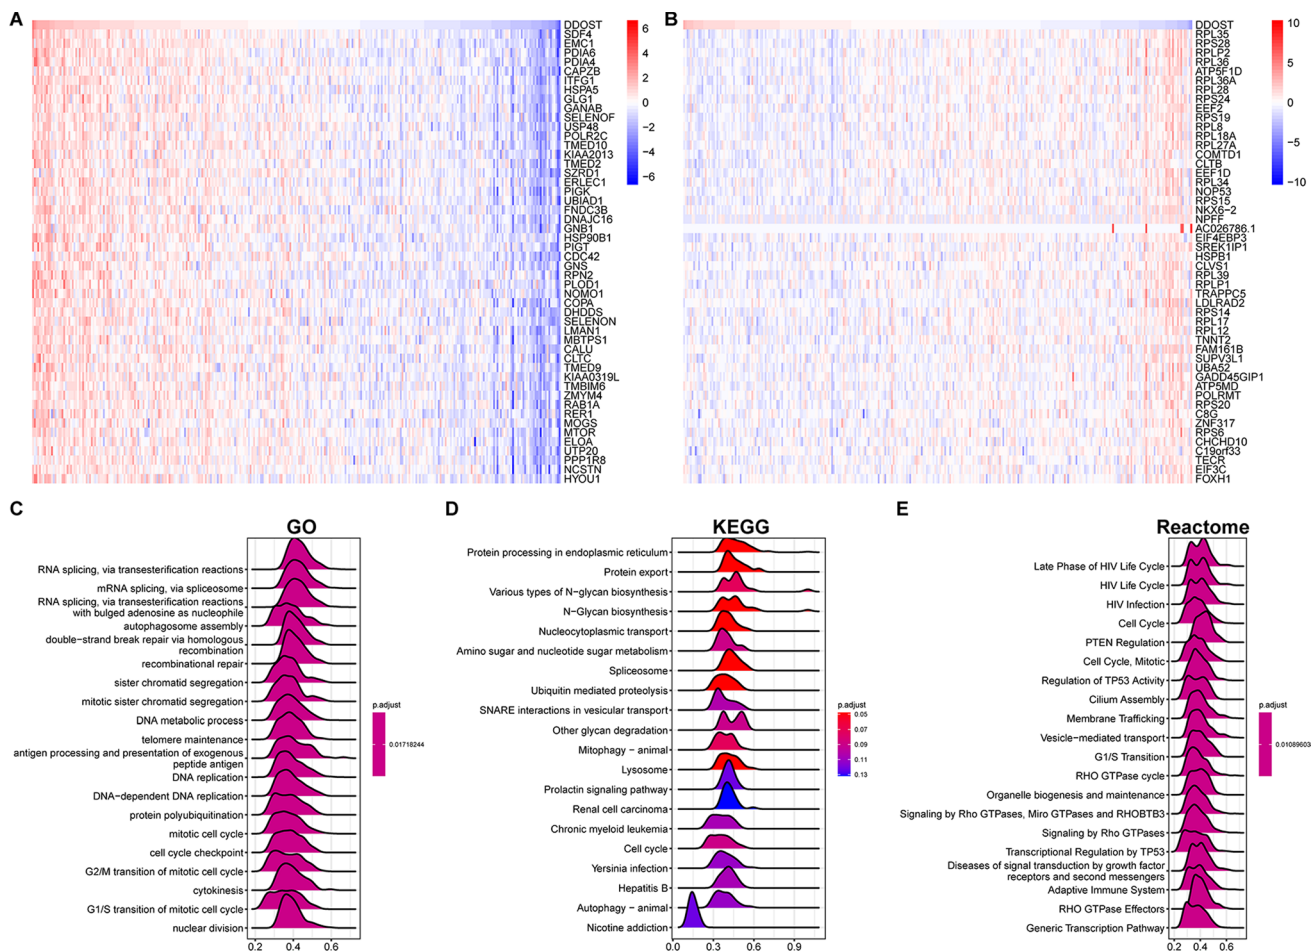 A
DDOST
SDF4
EMC1
PDIA6
PDIA4
CAPZB
ITFG1
HSPA5
GLG1
GANAB
SELENOF
USP48
POLR2C
TMED10
KIAA2013
TMED2
SZRD1
ERLEC1
PIGK
UBIAD1
FNDC3B
DNAJC16
GNB1
HSP90B1
PIGT
CDC42
GNS
RPN2
PLOD1
NOMO1
COPA
DHDDS
SELENON
LMAN1
MBTPS1
CALU
CLTC
TMED9
KIAA0319L
TMBIM6
ZMYM4
RAB1A
RER1
MOGS
MTOR
ELOA
UTP20
PPP1R8
NCSTN
HYOU1
6
4
2
0
−2
−4
−6
B
DDOST
RPL35
RPS28
RPLP2
RPL36
ATP5F1D
RPL36A
RPL28
RPS24
EEF2
RPS19
RPL8
RPL18A
RPL27A
COMTD1
CLTB
EEF1D
RPL34
NOP53
RPS15
NKX6−2
NPFF
AC026786.1
EIF4EBP3
SREK1IP1
HSPB1
CLVS1
RPL39
RPLP1
TRAPPC5
LDLRAD2
RPS14
RPL17
RPL12
TNNT2
FAM161B
SUPV3L1
UBA52
GADD45GIP1
ATP5MD
POLRMT
RPS20
C8G
ZNF317
RPS6
CHCHD10
C19orf33
TECR
EIF3C
FOXH1
10
5
0
−5
−10
C
GO
RNA splicing, via transesterification reactions
mRNA splicing, via spliceosome
RNA splicing, via transesterification reactions
with bulged adenosine as nucleophile
autophagosome assembly
double−strand break repair via homologous
recombination
recombinational repair
sister chromatid segregation
mitotic sister chromatid segregation
DNA metabolic process
telomere maintenance
antigen processing and presentation of exogenous
peptide antigen
DNA replication
DNA−dependent DNA replication
protein polyubiquitination
mitotic cell cycle
cell cycle checkpoint
G2/M transition of mitotic cell cycle
cytokinesis
G1/S transition of mitotic cell cycle
nuclear division
0.2 0.4 0.6
p.adjust
0.01718244
D
KEGG
Protein processing in endoplasmic reticulum
Protein export
Various types of N−glycan biosynthesis
N−Glycan biosynthesis
Nucleocytoplasmic transport
Amino sugar and nucleotide sugar metabolism
Spliceosome
Ubiquitin mediated proteolysis
SNARE interactions in vesicular transport
Other glycan degradation
Mitophagy − animal
Lysosome
Prolactin signaling pathway
Renal cell carcinoma
Chronic myeloid leukemia
Cell cycle
Yersinia infection
Hepatitis B
Autophagy − animal
Nicotine addiction
0.0 0.3 0.6 0.9
p.adjust
0.05
0.07
0.09
0.11
0.13
E
Reactome
Late Phase of HIV Life Cycle
HIV Life Cycle
HIV Infection
Cell Cycle
PTEN Regulation
Cell Cycle, Mitotic
Regulation of TP53 Activity
Cilium Assembly
Membrane Trafficking
Vesicle−mediated transport
G1/S Transition
RHO GTPase cycle
Organelle biogenesis and maintenance
Signaling by Rho GTPases, Miro GTPases and RHOBTB3
Signaling by Rho GTPases
Transcriptional Regulation by TP53
Diseases of signal transduction by growth factor
receptors and second messengers
Adaptive Immune System
RHO GTPase Effectors
Generic Transcription Pathway
0.2 0.4 0.6
p.adjust
0.01089603